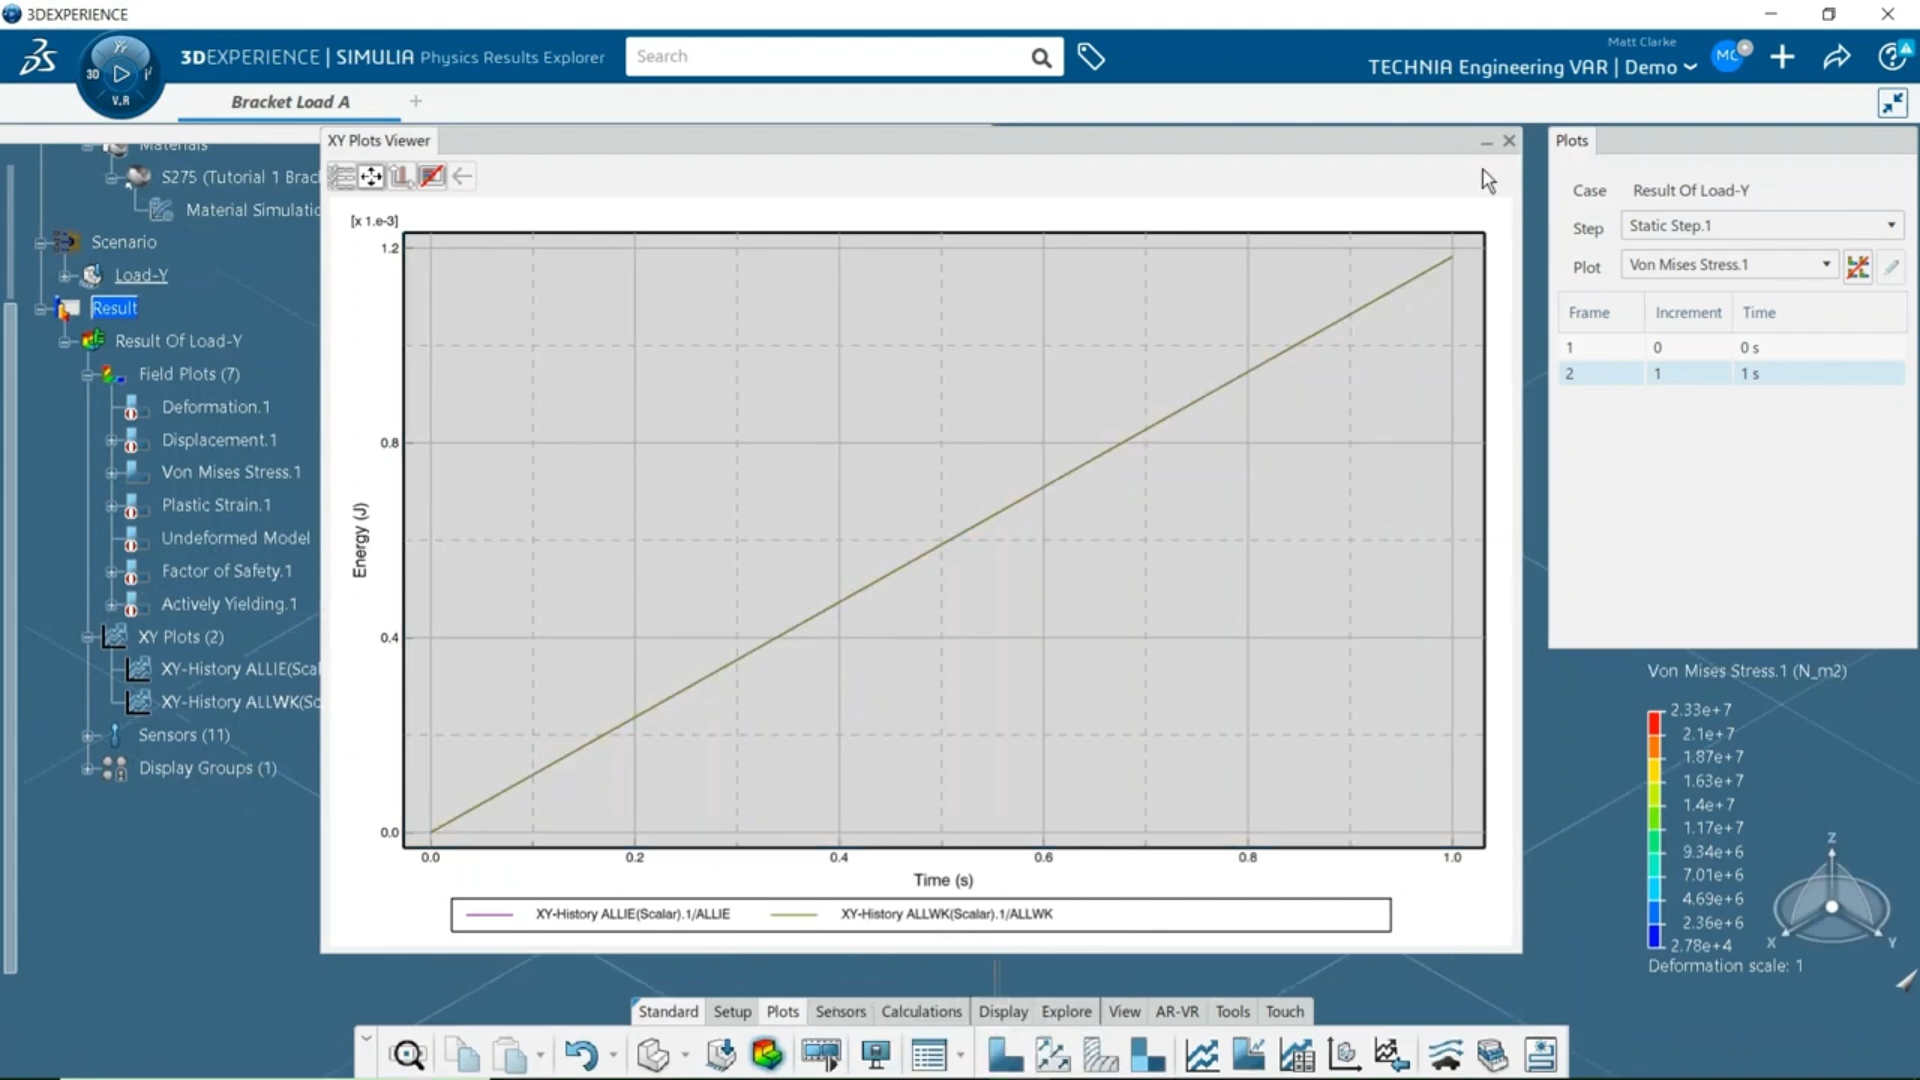 3DEXPERIENCE
3DEXPERIENCE | SIMULIA Physics Results Explorer
Search
Matt Clarke
TECHNIA Engineering VAR | Demo
MC
3D
V.R
Bracket Load A
Materials
S275 (Tutorial 1 Brac
Material Simulatio
Scenario
Load-Y
Result
Result Of Load-Y
Field Plots (7)
Deformation.1
Displacement.1
Von Mises Stress.1
Plastic Strain.1
Undeformed Model
Factor of Safety.1
Actively Yielding.1
XY Plots (2)
XY-History ALLIE(Scal
XY-History ALLWK(Sc
Sensors (11)
Display Groups (1)
XY Plots Viewer
[x 1.e-3]
1.2
0.8
0.4
0.0
Energy (J)
0.0 0.2 0.4 0.6 0.8 1.0
Time (s)
XY-History ALLIE(Scalar).1/ALLIE XY-History ALLWK(Scalar).1/ALLWK
Plots
Case Result Of Load-Y
Step Static Step.1
Plot Von Mises Stress.1
Frame Increment Time
1 0 0 s
2 1 1 s
Von Mises Stress.1 (N_m2)
2.33e+7
2.1e+7
1.87e+7
1.63e+7
1.4e+7
1.17e+7
9.34e+6
7.01e+6
4.69e+6
2.36e+6
2.78e+4
Deformation scale: 1
Z
X
Y
Standard Setup Plots Sensors Calculations Display Explore View AR-VR Tools Touch